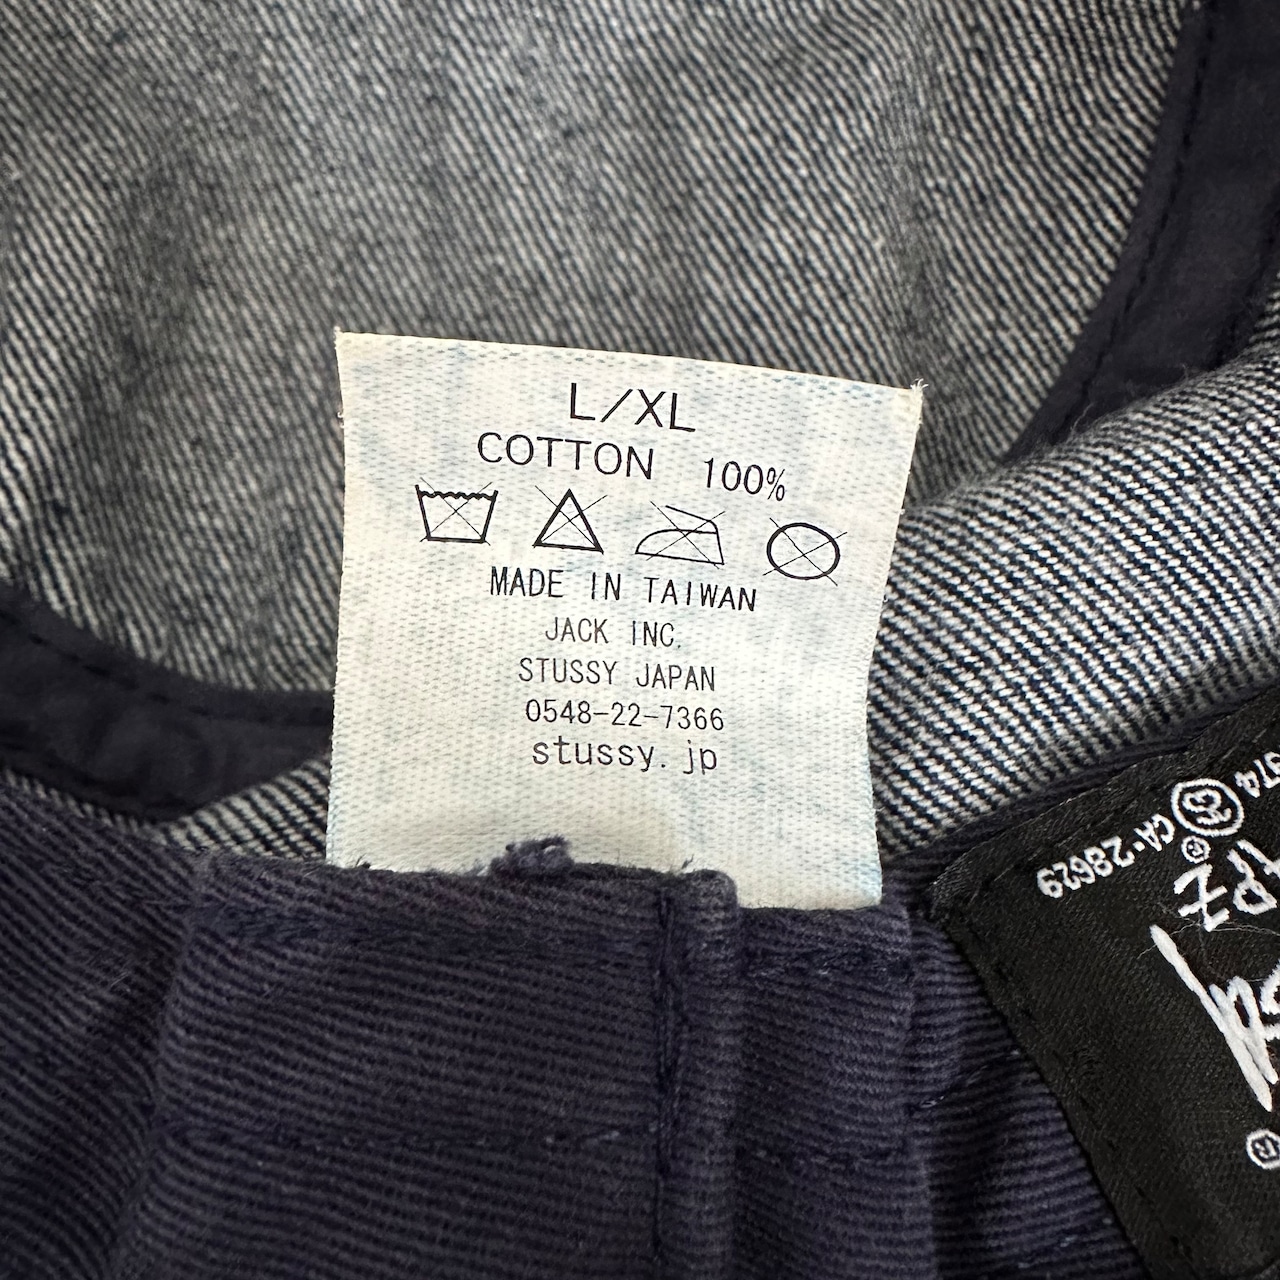 L/XL
COTTON 100%
MADE IN TAIWAN
JACK INC.
STUSSY JAPAN
0548-22-7366
stussy.jp
CA·28629
®
®